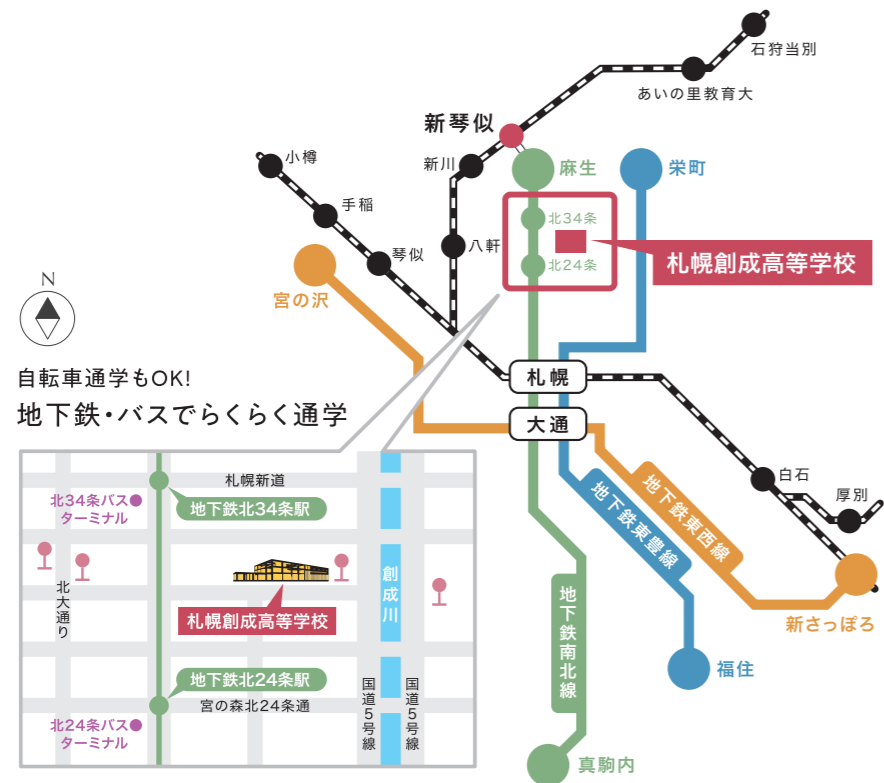 石狩当別
あいの里教育大
新琴似
新川
麻生
栄町
小樽
手稲
琴似
八軒
北34条
北24条
札幌創成高等学校
宮の沢
N
自転車通学もOK!
地下鉄・バスでらくらく通学
札幌
大通
白石
厚別
地下鉄東西線
地下鉄東豊線
地下鉄南北線
新さっぽろ
福住
真駒内
札幌新道
北34条バス
ターミナル
地下鉄北34条駅
北大通り
創成川
札幌創成高等学校
地下鉄北24条駅
宮の森北24条通
北24条バス
ターミナル
国道5号線
国道5号線